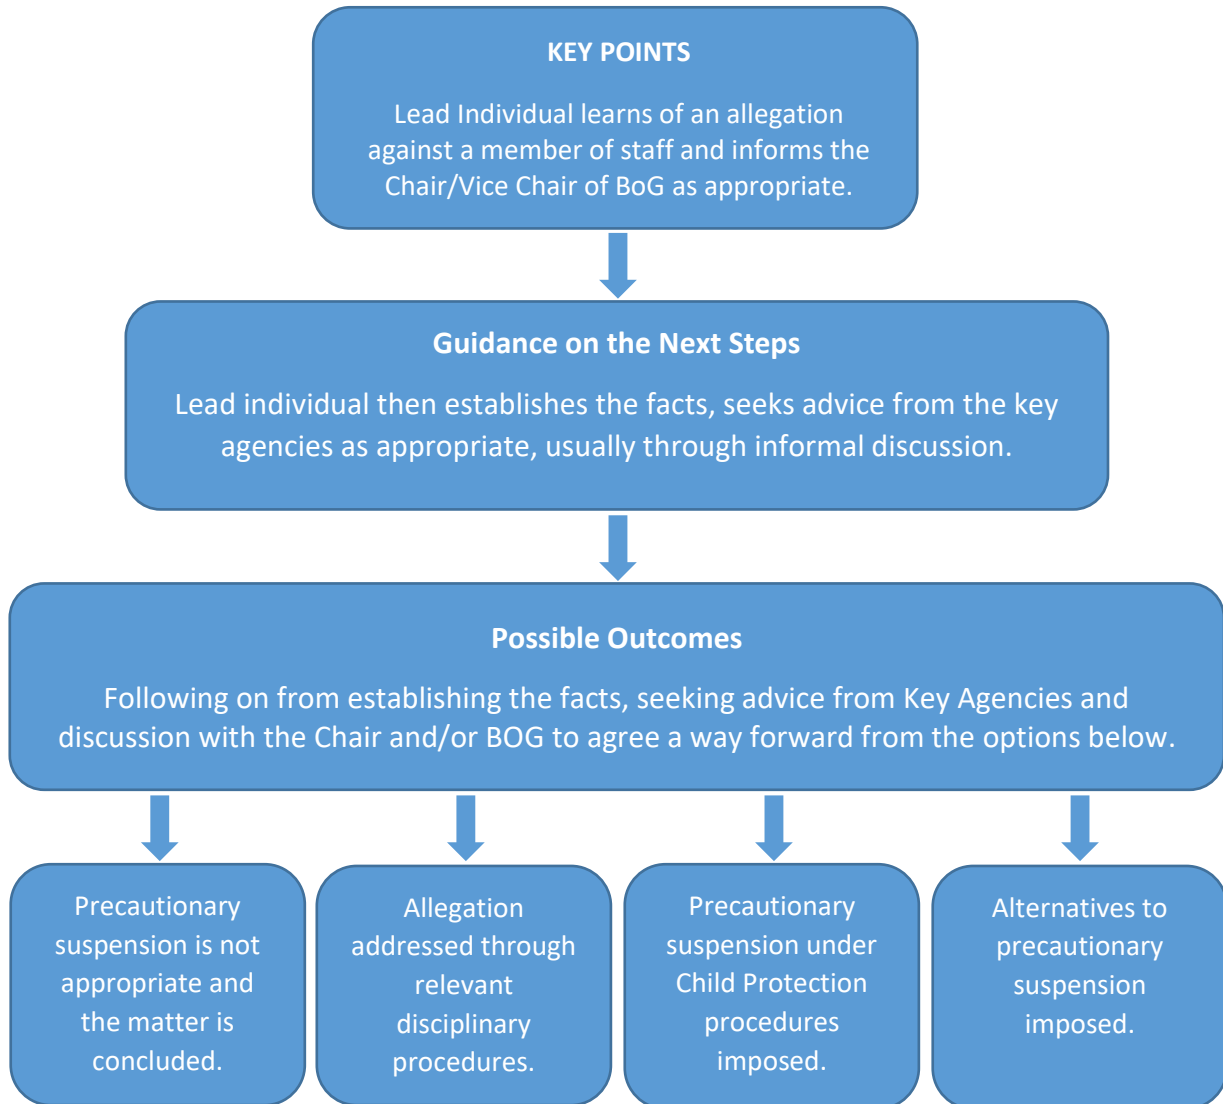 KEY POINTS
Lead Individual learns of an allegation
against a member of staff and informs the
Chair/Vice Chair of BoG as appropriate.
Guidance on the Next Steps
Lead individual then establishes the facts, seeks advice from the key
agencies as appropriate, usually through informal discussion.
Possible Outcomes
Following on from establishing the facts, seeking advice from Key Agencies and
discussion with the Chair and/or BOG to agree a way forward from the options below.
Precautionary
suspension is not
appropriate and
the matter is
concluded.
Allegation
addressed through
relevant
disciplinary
procedures.
Precautionary
suspension under
Child Protection
procedures
imposed.
Alternatives to
precautionary
suspension
imposed.